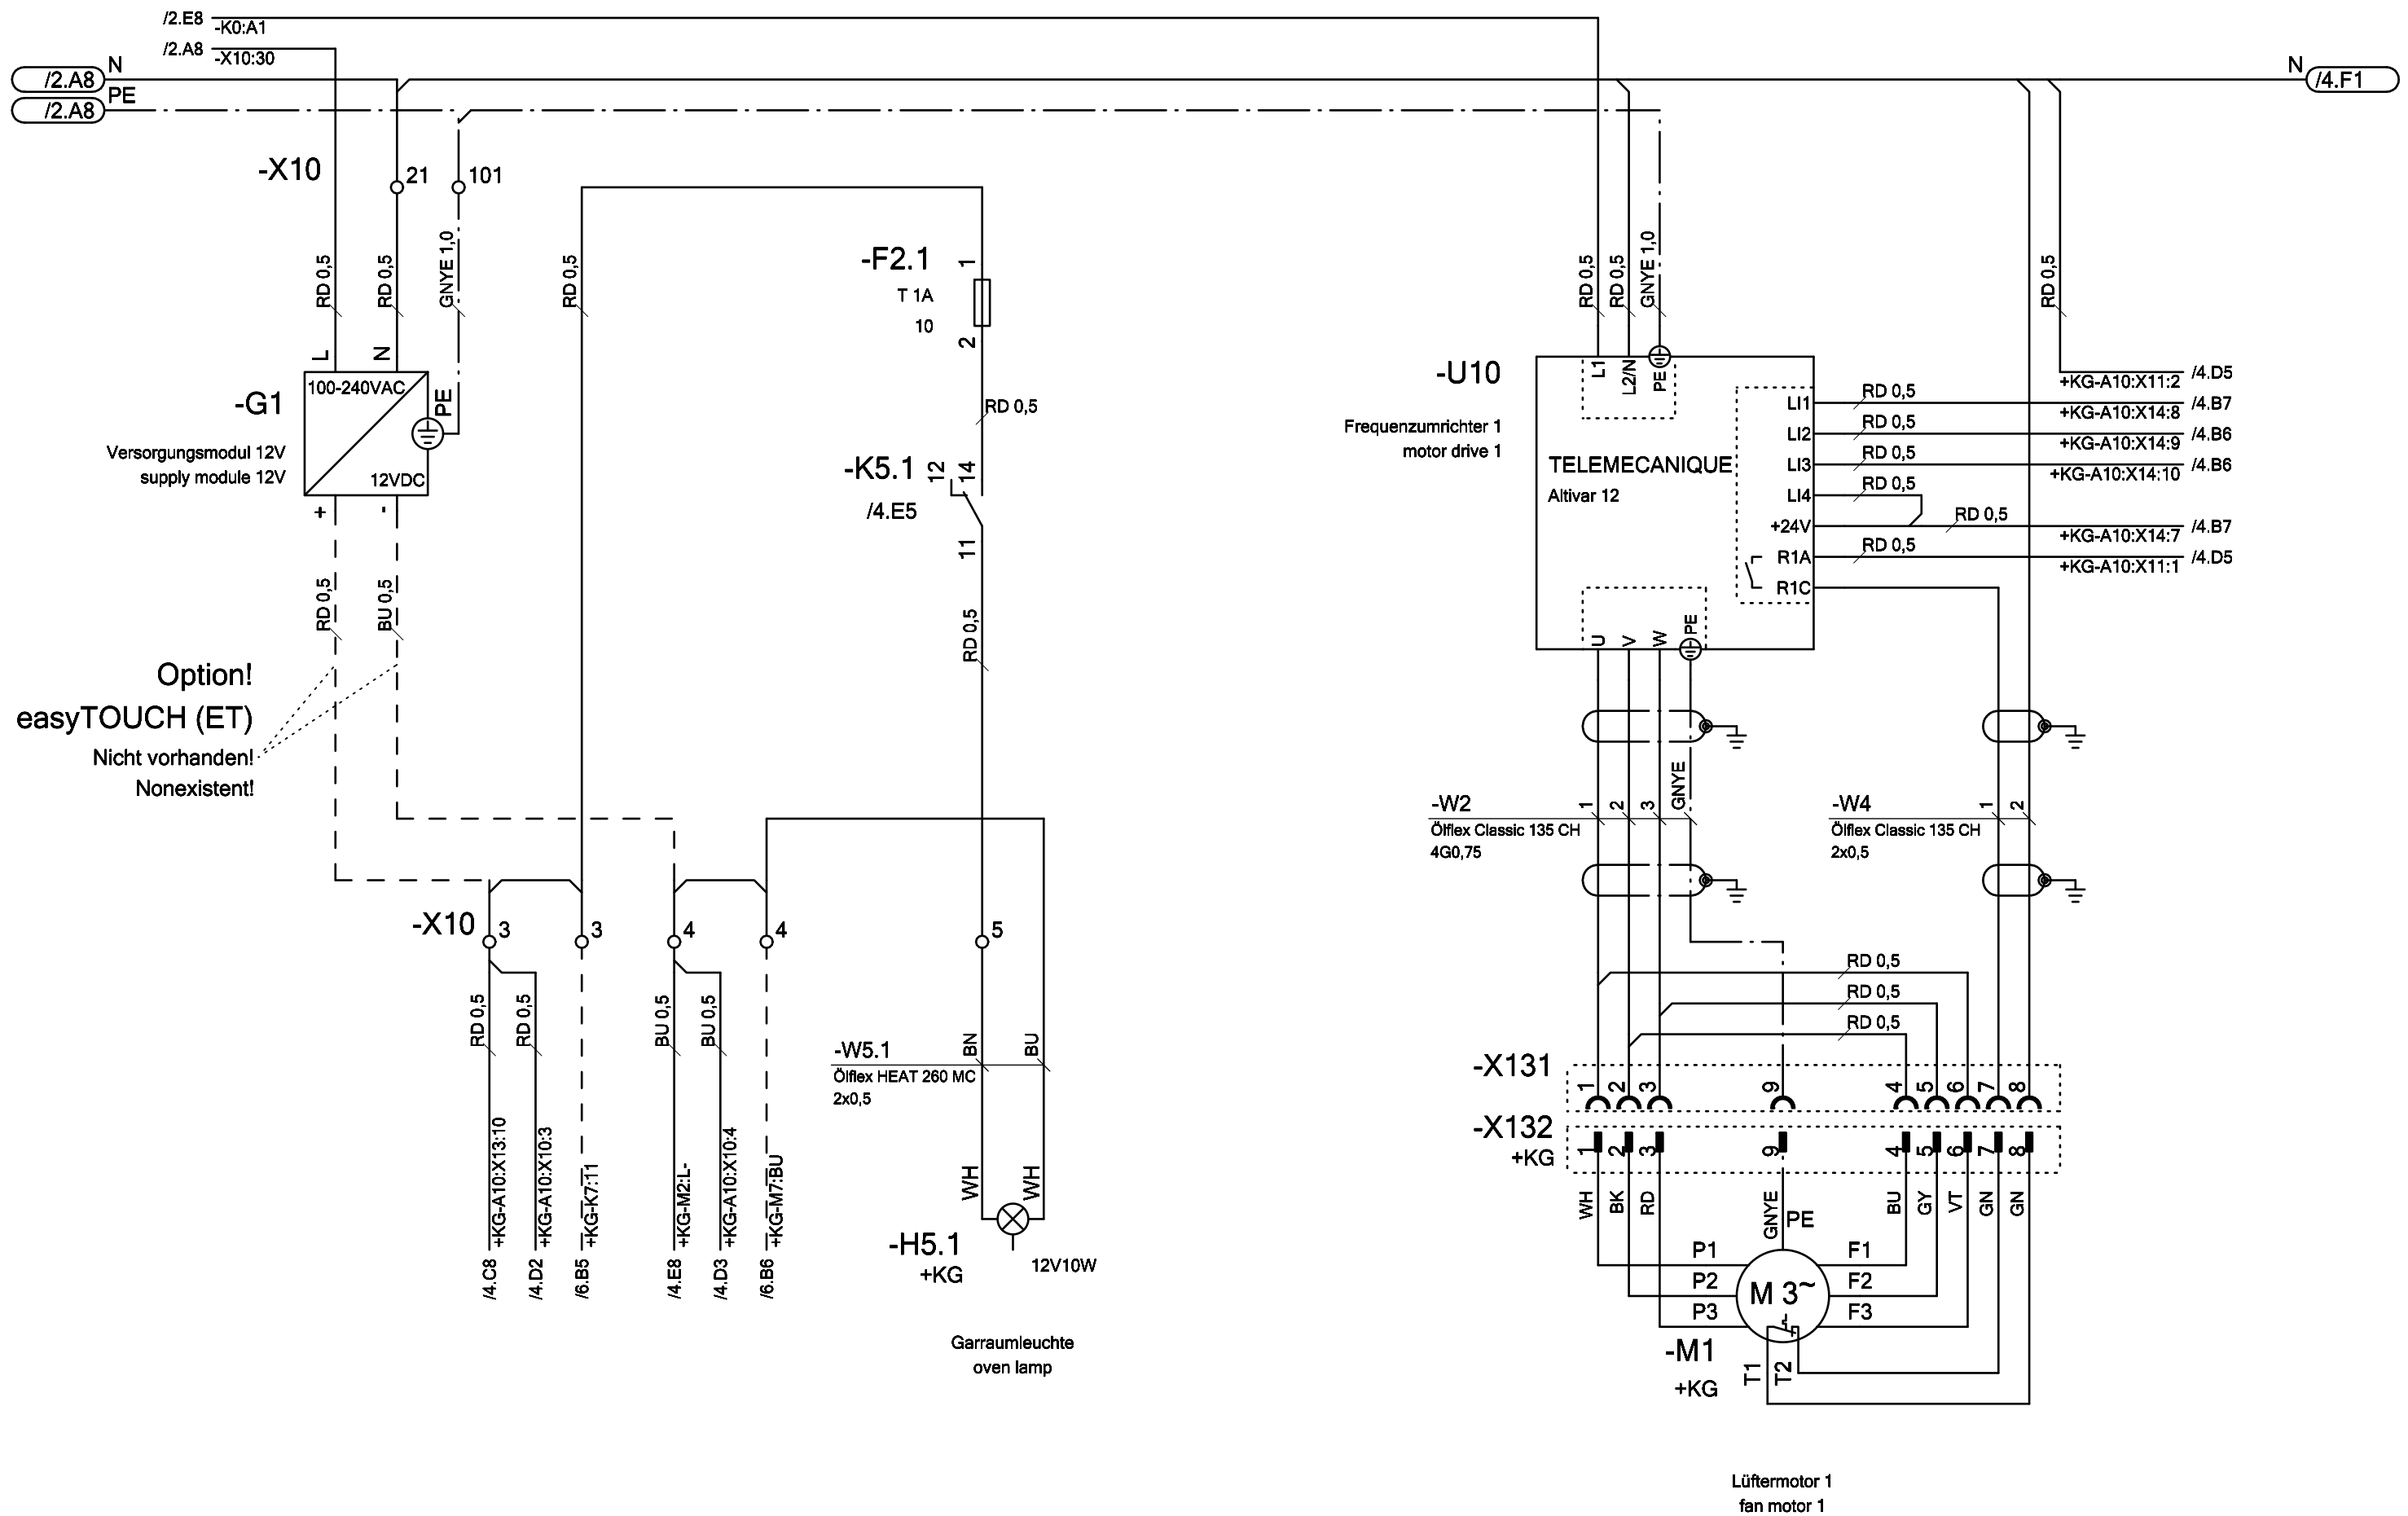 /2.E8
-K0:A1
/2.A8
-X10:30
/2.A8
N
/2.A8
PE
N
/4.F1
-X10
21
101
RD 0,5
RD 0,5
GNYE 1,0
L
N
-G1
100-240VAC
12VDC
PE
Versorgungsmodul 12V
supply module 12V
+
-
RD 0,5
BU 0,5
Option!
easyTOUCH (ET)
Nicht vorhanden!
Nonexistent!
RD 0,5
-F2.1
T 1A
10
1
2
RD 0,5
-K5.1
/4.E5
12
14
11
RD 0,5
-X10
3
3
4
4
5
RD 0,5
RD 0,5
BU 0,5
BU 0,5
+KG-A10:X13:10
+KG-A10:X10:3
+KG-K7:11
+KG-M2:L-
+KG-A10:X10:4
+KG-M7:BU
/4.C8
/4.D2
/6.B5
/4.E8
/4.D3
/6.B6
-W5.1
Ölflex HEAT 260 MC
2x0,5
BN
BU
WH
WH
-H5.1
+KG
12V10W
Garraumleuchte
oven lamp
RD 0,5
RD 0,5
GNYE 1,0
RD 0,5
-U10
Frequenzumrichter 1
motor drive 1
L1
L2/N
PE
TELEMECANIQUE
Altivar 12
LI1
LI2
LI3
LI4
+24V
R1A
R1C
U
V
W
PE
+KG-A10:X11:2
/4.D5
RD 0,5
+KG-A10:X14:8
/4.B7
RD 0,5
+KG-A10:X14:9
/4.B6
RD 0,5
+KG-A10:X14:10
/4.B6
RD 0,5
RD 0,5
+KG-A10:X14:7
/4.B7
RD 0,5
+KG-A10:X11:1
/4.D5
-W2
Ölflex Classic 135 CH
4G0,75
1
2
3
GNYE
-W4
Ölflex Classic 135 CH
2x0,5
1
2
RD 0,5
RD 0,5
RD 0,5
-X131
1
2
3
9
4
5
6
7
8
-X132
+KG
1
2
3
9
4
5
6
7
8
WH
BK
RD
GNYE
PE
BU
GY
VT
GN
GN
P1
P2
P3
M 3~
F1
F2
F3
-M1
+KG
T1
T2
Lüftermotor 1
fan motor 1